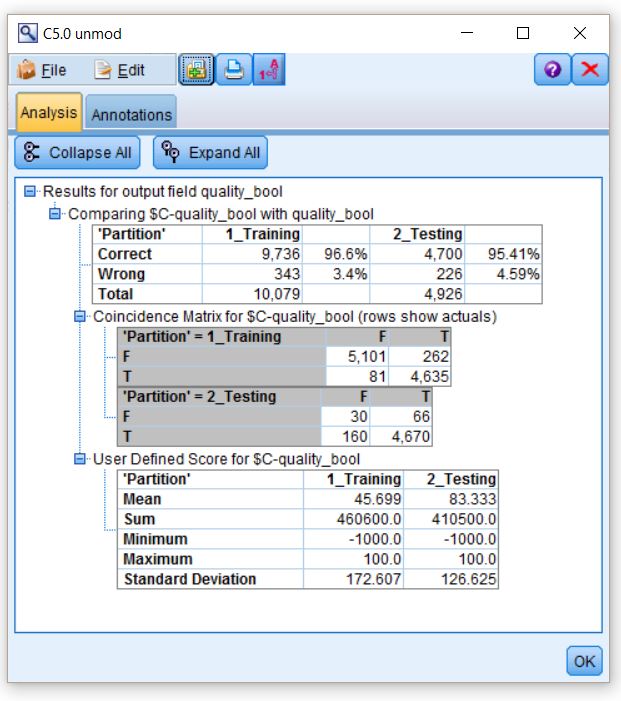 C5.0 unmod
File Edit
Analysis Annotations
Collapse All Expand All
Results for output field quality_bool
Comparing $C-quality_bool with quality_bool
'Partition' 1_Training 2_Testing
Correct 9,736 96.6% 4,700 95.41%
Wrong 343 3.4% 226 4.59%
Total 10,079 4,926
Coincidence Matrix for $C-quality_bool (rows show actuals)
'Partition' = 1_Training F T
F 5,101 262
T 81 4,635
'Partition' = 2_Testing F T
F 30 66
T 160 4,670
User Defined Score for $C-quality_bool
'Partition' 1_Training 2_Testing
Mean 45.699 83.333
Sum 460600.0 410500.0
Minimum -1000.0 -1000.0
Maximum 100.0 100.0
Standard Deviation 172.607 126.625
OK